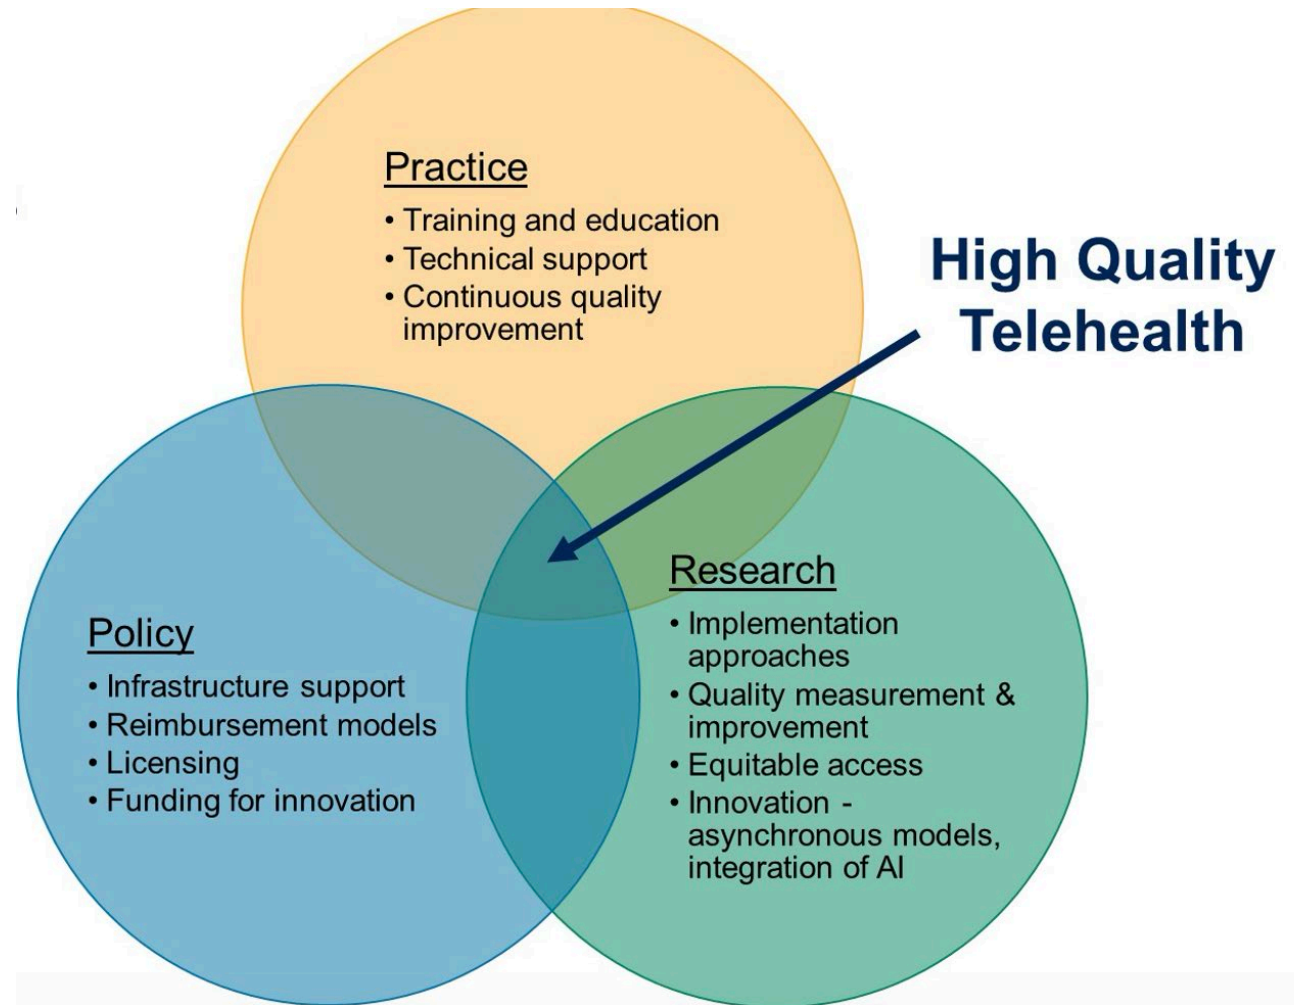 Practice
• Training and education
• Technical support
• Continuous quality
improvement
High Quality
Telehealth
Policy
• Infrastructure support
• Reimbursement models
• Licensing
• Funding for innovation
Research
• Implementation
approaches
• Quality measurement &
improvement
• Equitable access
• Innovation -
asynchronous models,
integration of AI